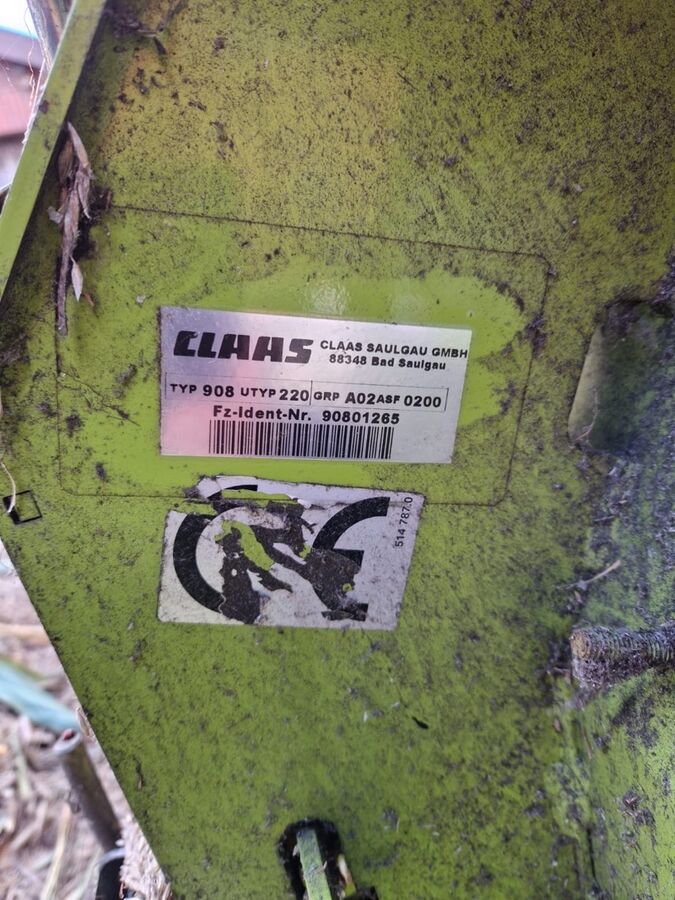 CLAAS
CLAAS SAULGAU GMBH
88348 Bad Saulgau
TYP 908 UTYP 220 GRP A02 ASF 0200
Fz-Ident-Nr. 90801265
CE
514 787.0